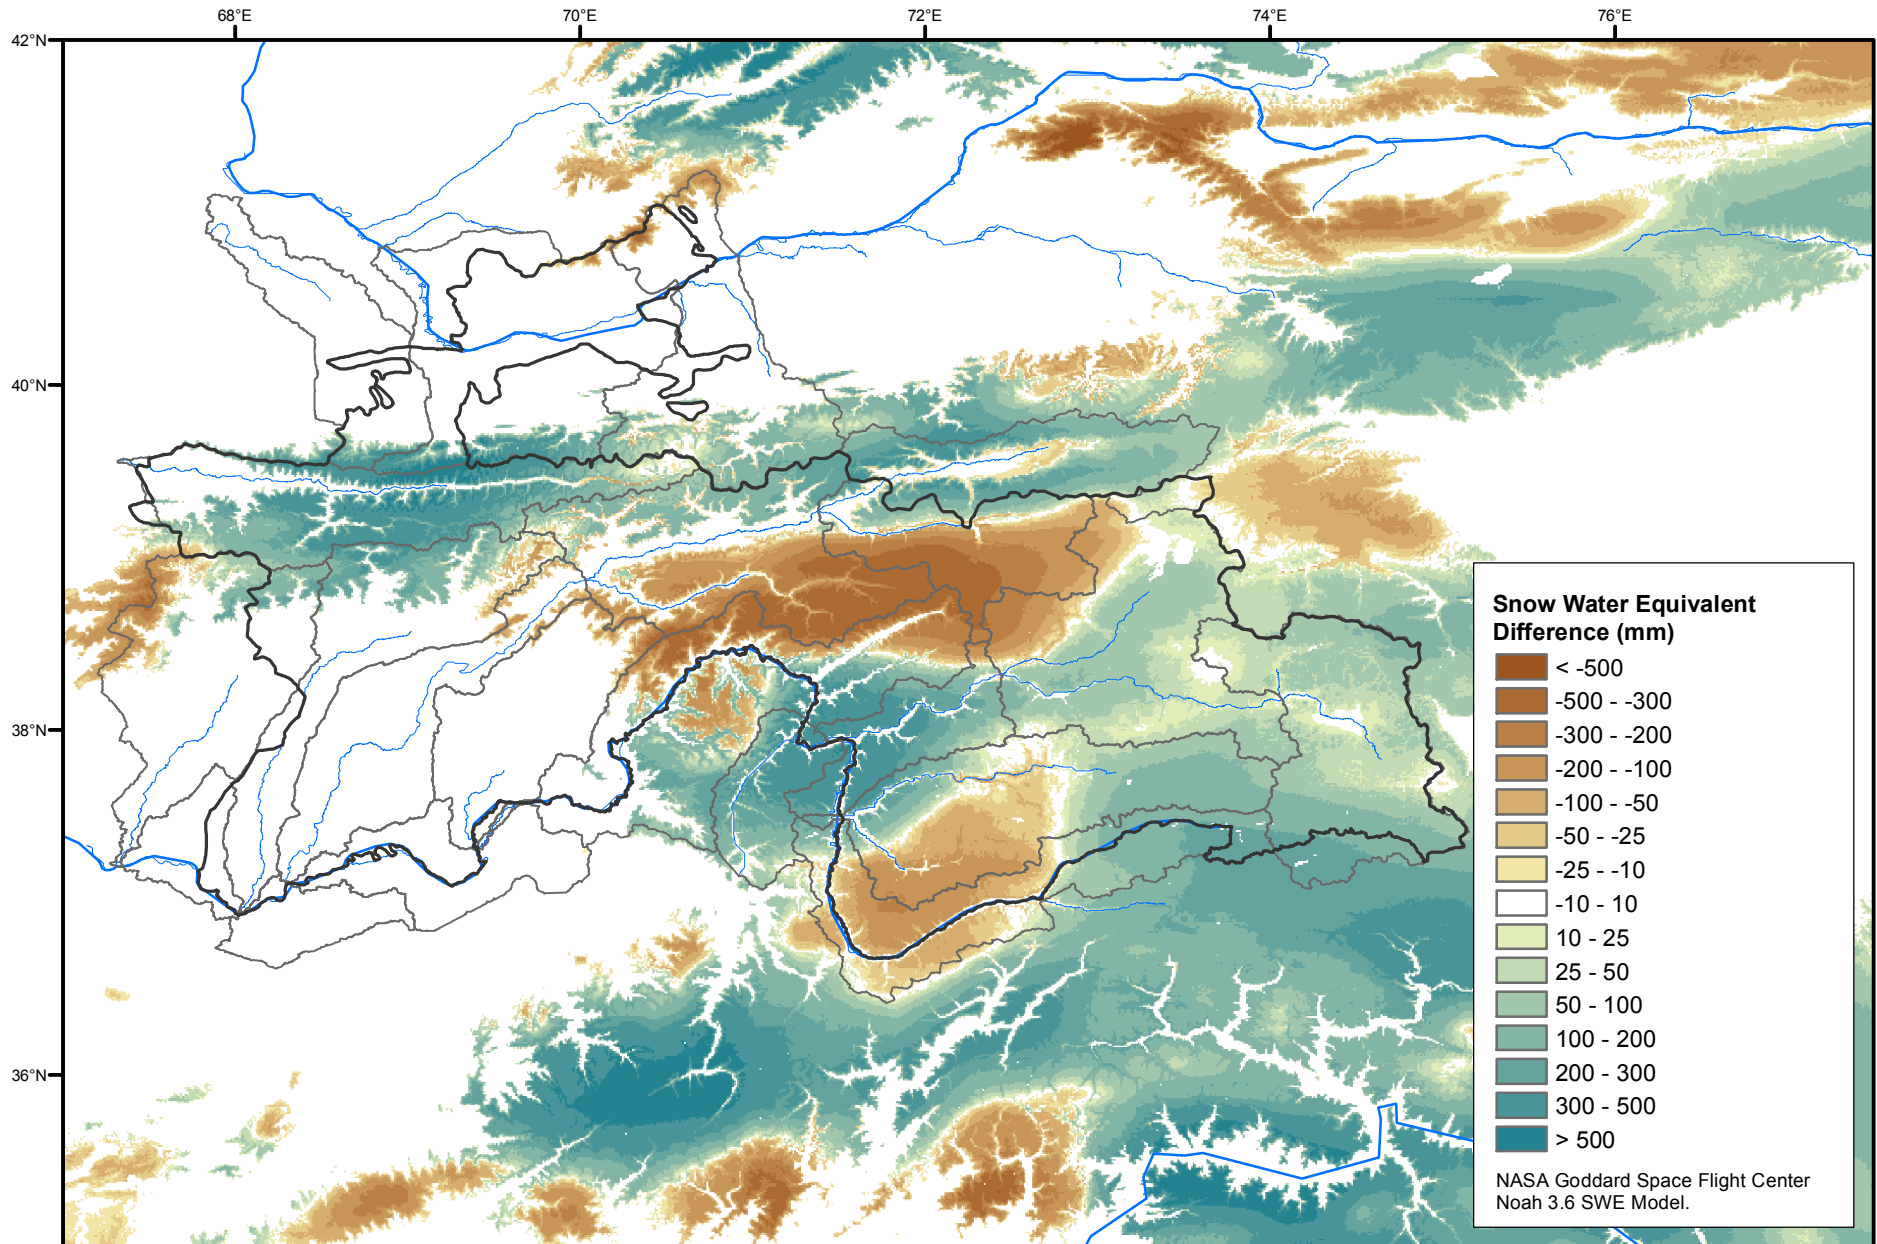 68°E
70°E
72°E
74°E
76°E
42°N
40°N
38°N
36°N
Snow Water Equivalent
Difference (mm)
< -500
-500 - -300
-300 - -200
-200 - -100
-100 - -50
-50 - -25
-25 - -10
-10 - 10
10 - 25
25 - 50
50 - 100
100 - 200
200 - 300
300 - 500
> 500
NASA Goddard Space Flight Center
Noah 3.6 SWE Model.